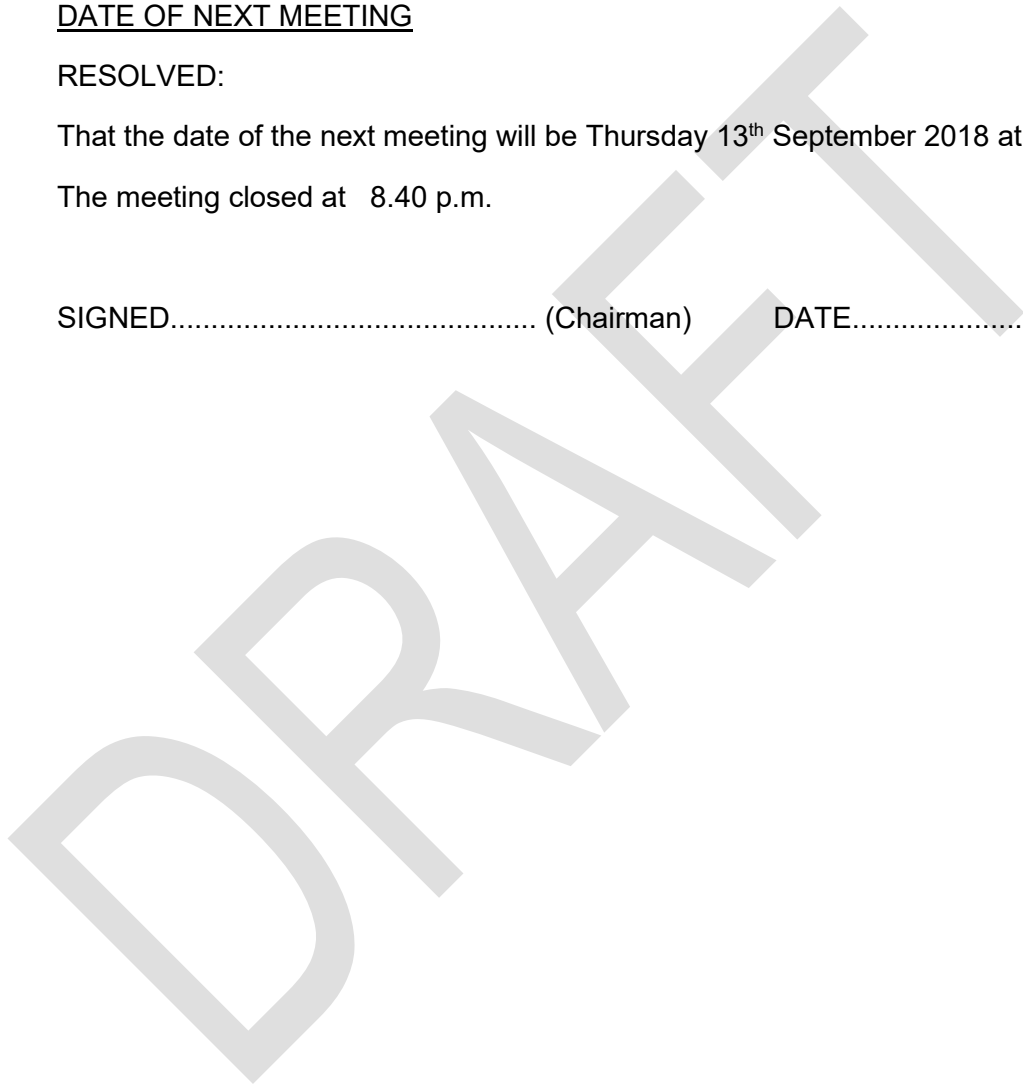 DATE OF NEXT MEETING
RESOLVED:
That the date of the next meeting will be Thursday 13th September 2018 at
The meeting closed at   8.40 p.m.
SIGNED............................................. (Chairman) DATE.....................
DRAFT